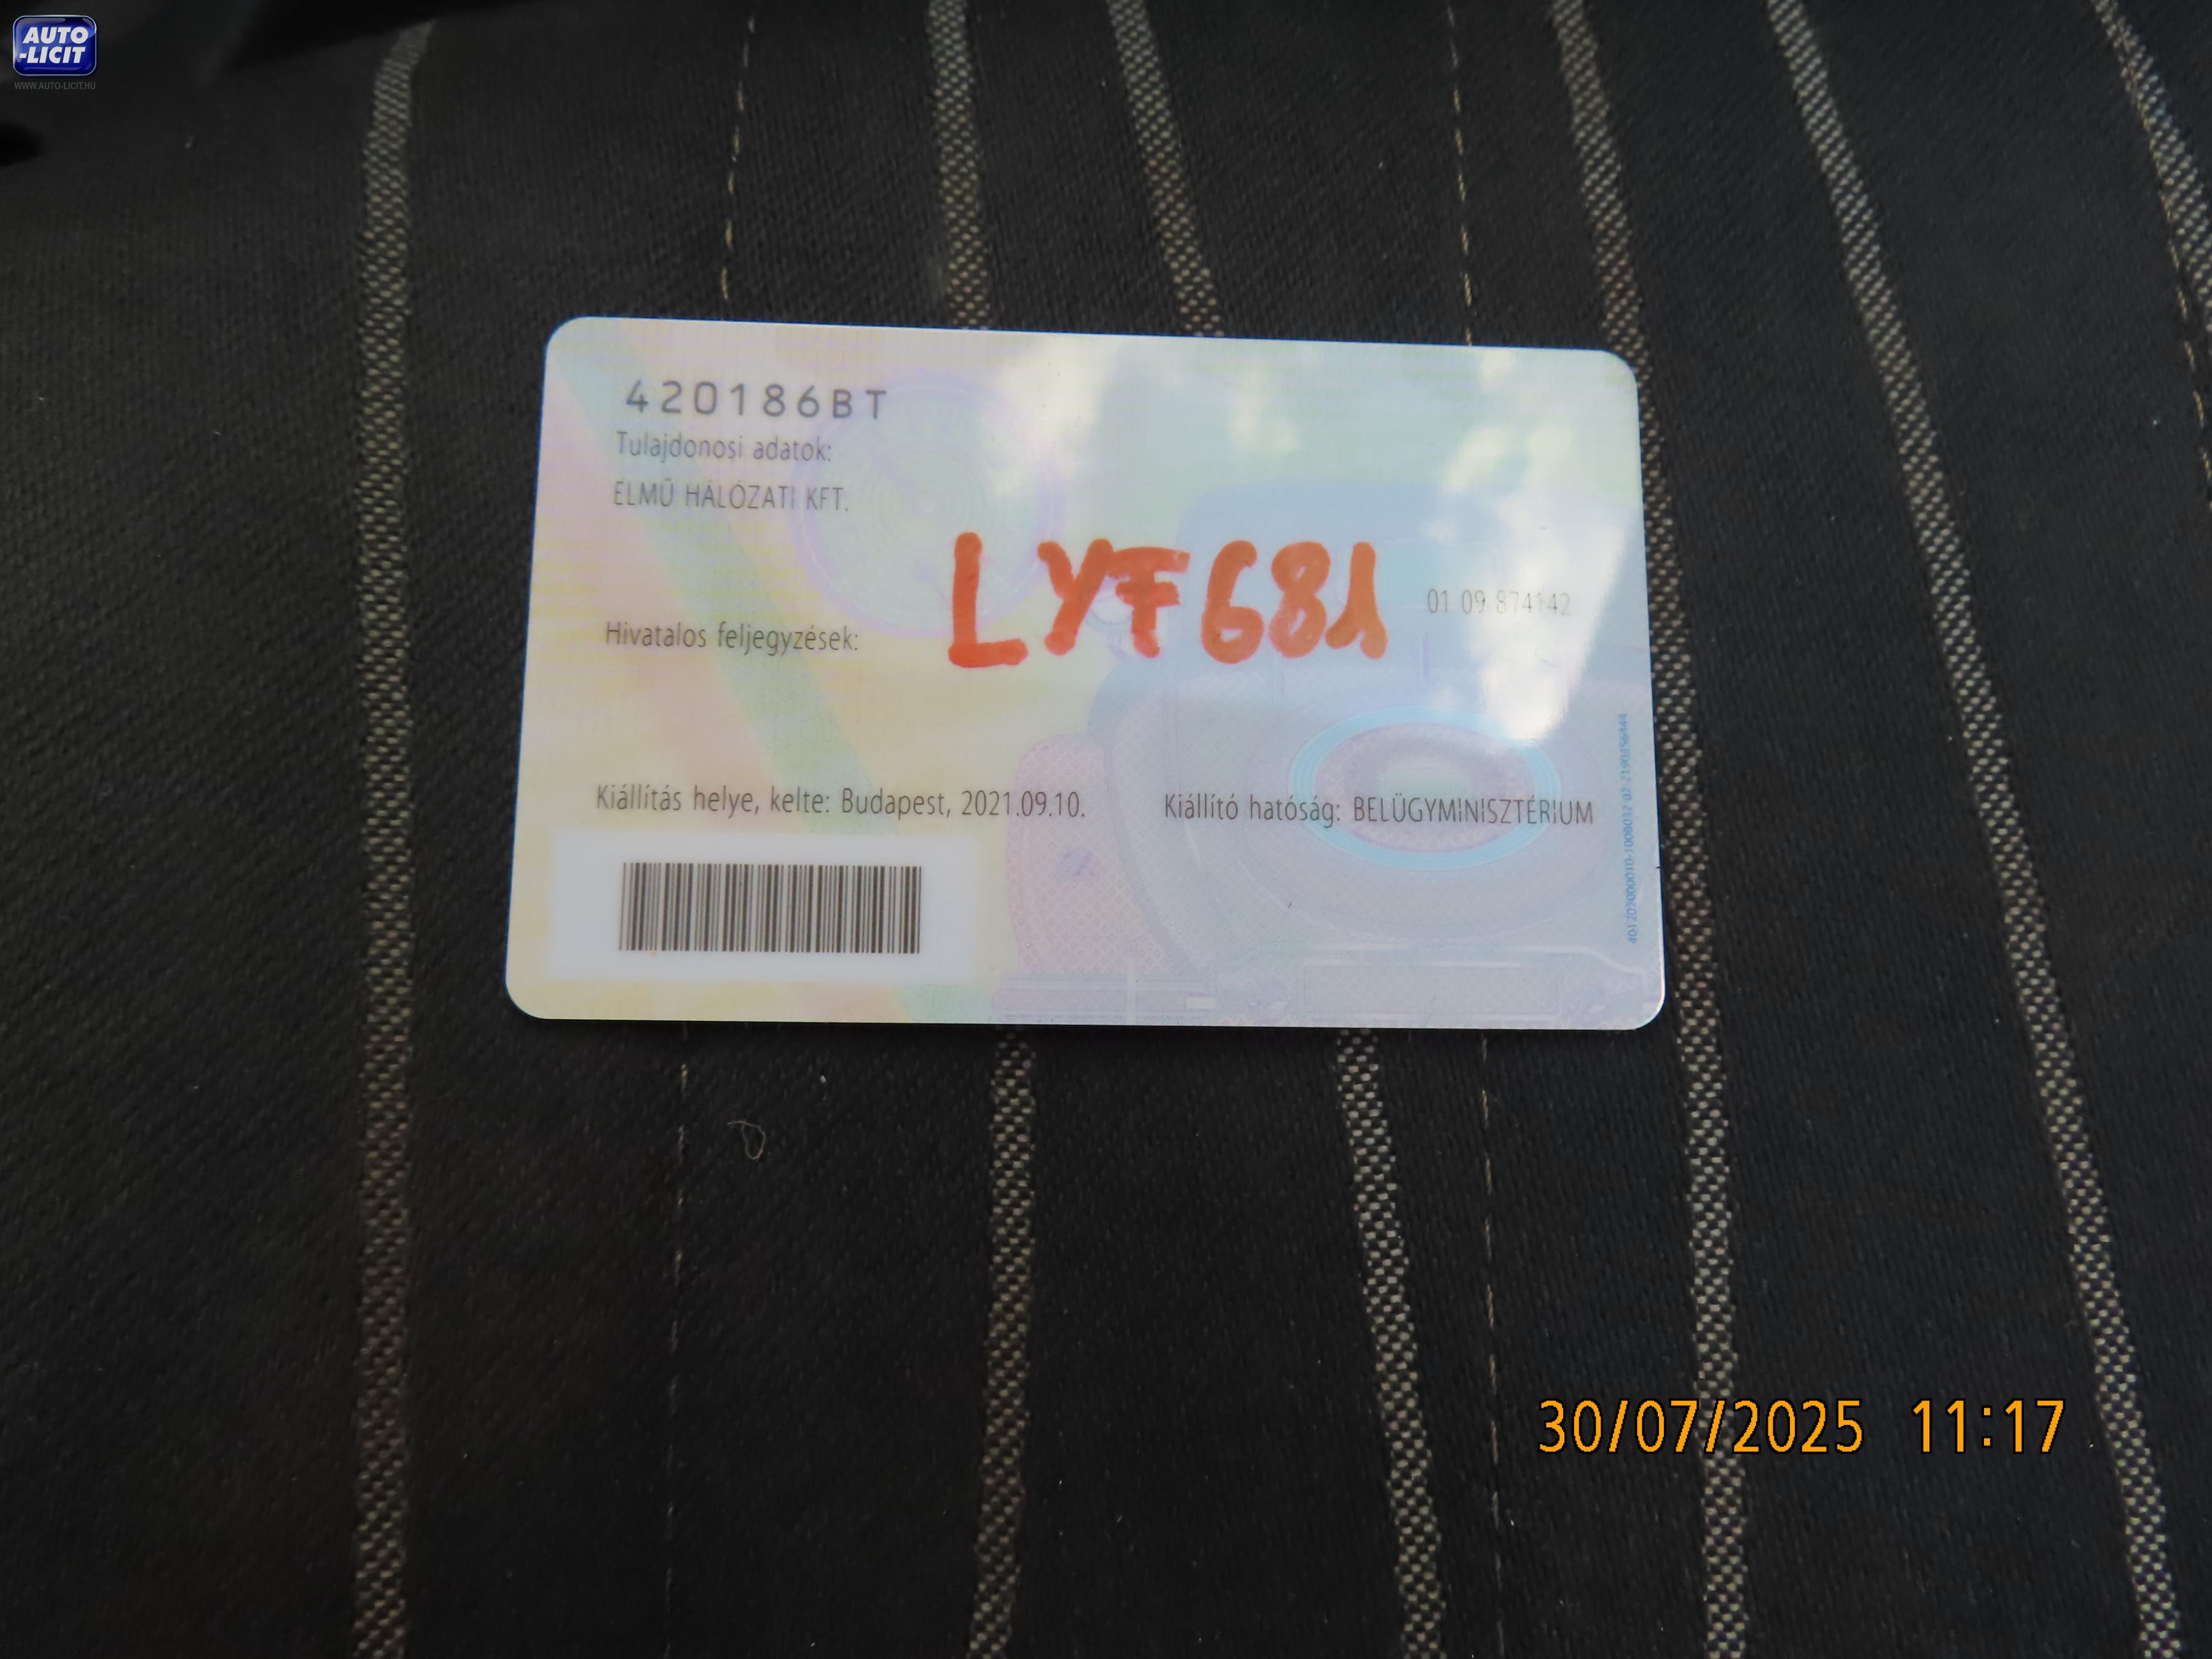 AUTO
-LICIT
WWW.AUTO-LICIT.HU
420186BT
Tulajdonosi adatok:
ELMŰ HÁLÓZATI KFT.
LYF681
01 09 874142
Hivatalos feljegyzések:
Kiállítás helye, kelte: Budapest, 2021.09.10.
Kiállító hatóság: BELÜGYMINISZTÉRIUM
30/07/2025 11:17